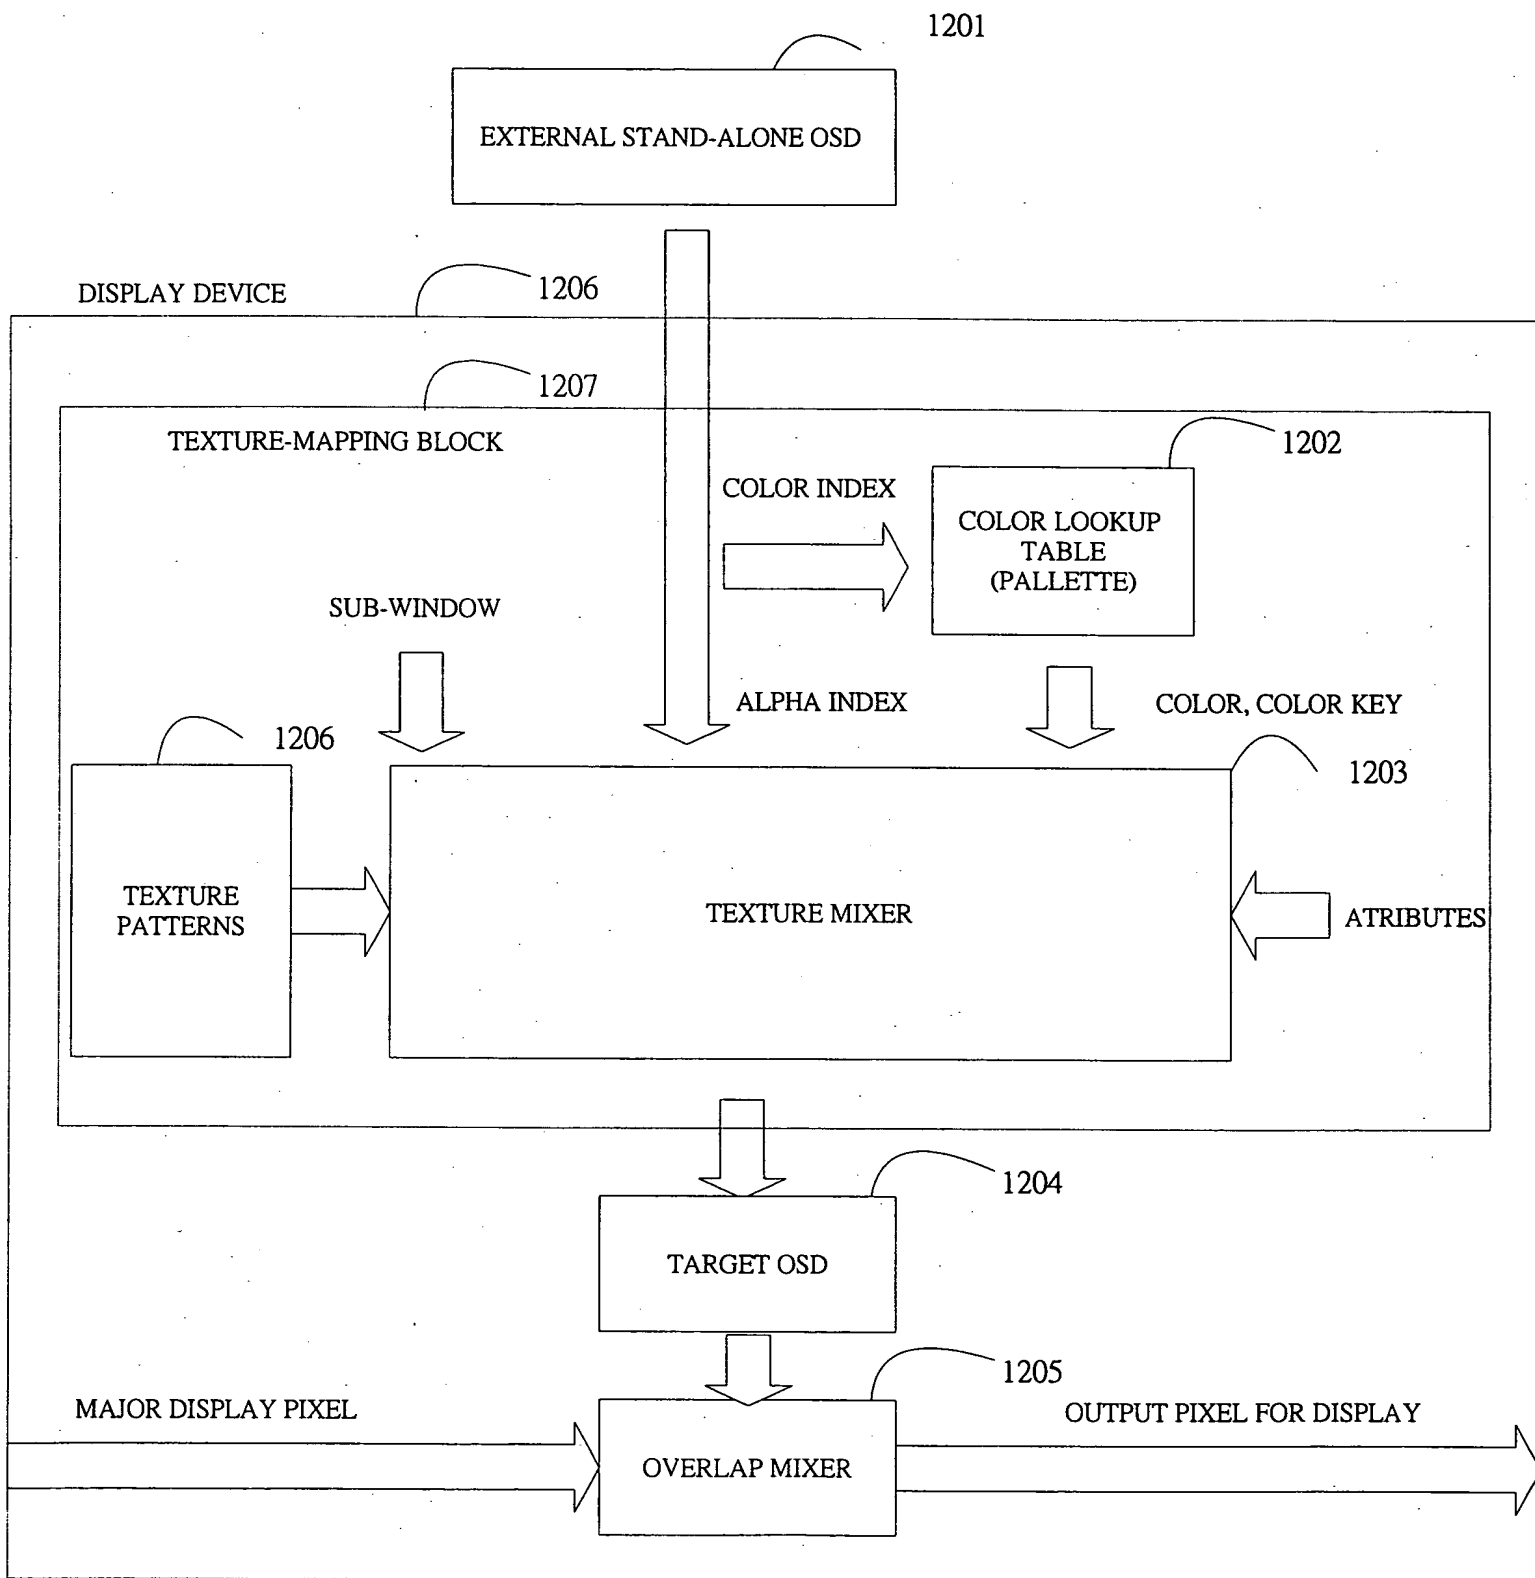 1201
EXTERNAL STAND-ALONE OSD
DISPLAY DEVICE
1206
1207
TEXTURE-MAPPING BLOCK
1202
COLOR INDEX
COLOR LOOKUP
TABLE
(PALLETTE)
SUB-WINDOW
ALPHA INDEX
COLOR, COLOR KEY
1206
1203
TEXTURE
PATTERNS
TEXTURE MIXER
ATRIBUTES
1204
TARGET OSD
1205
MAJOR DISPLAY PIXEL
OUTPUT PIXEL FOR DISPLAY
OVERLAP MIXER